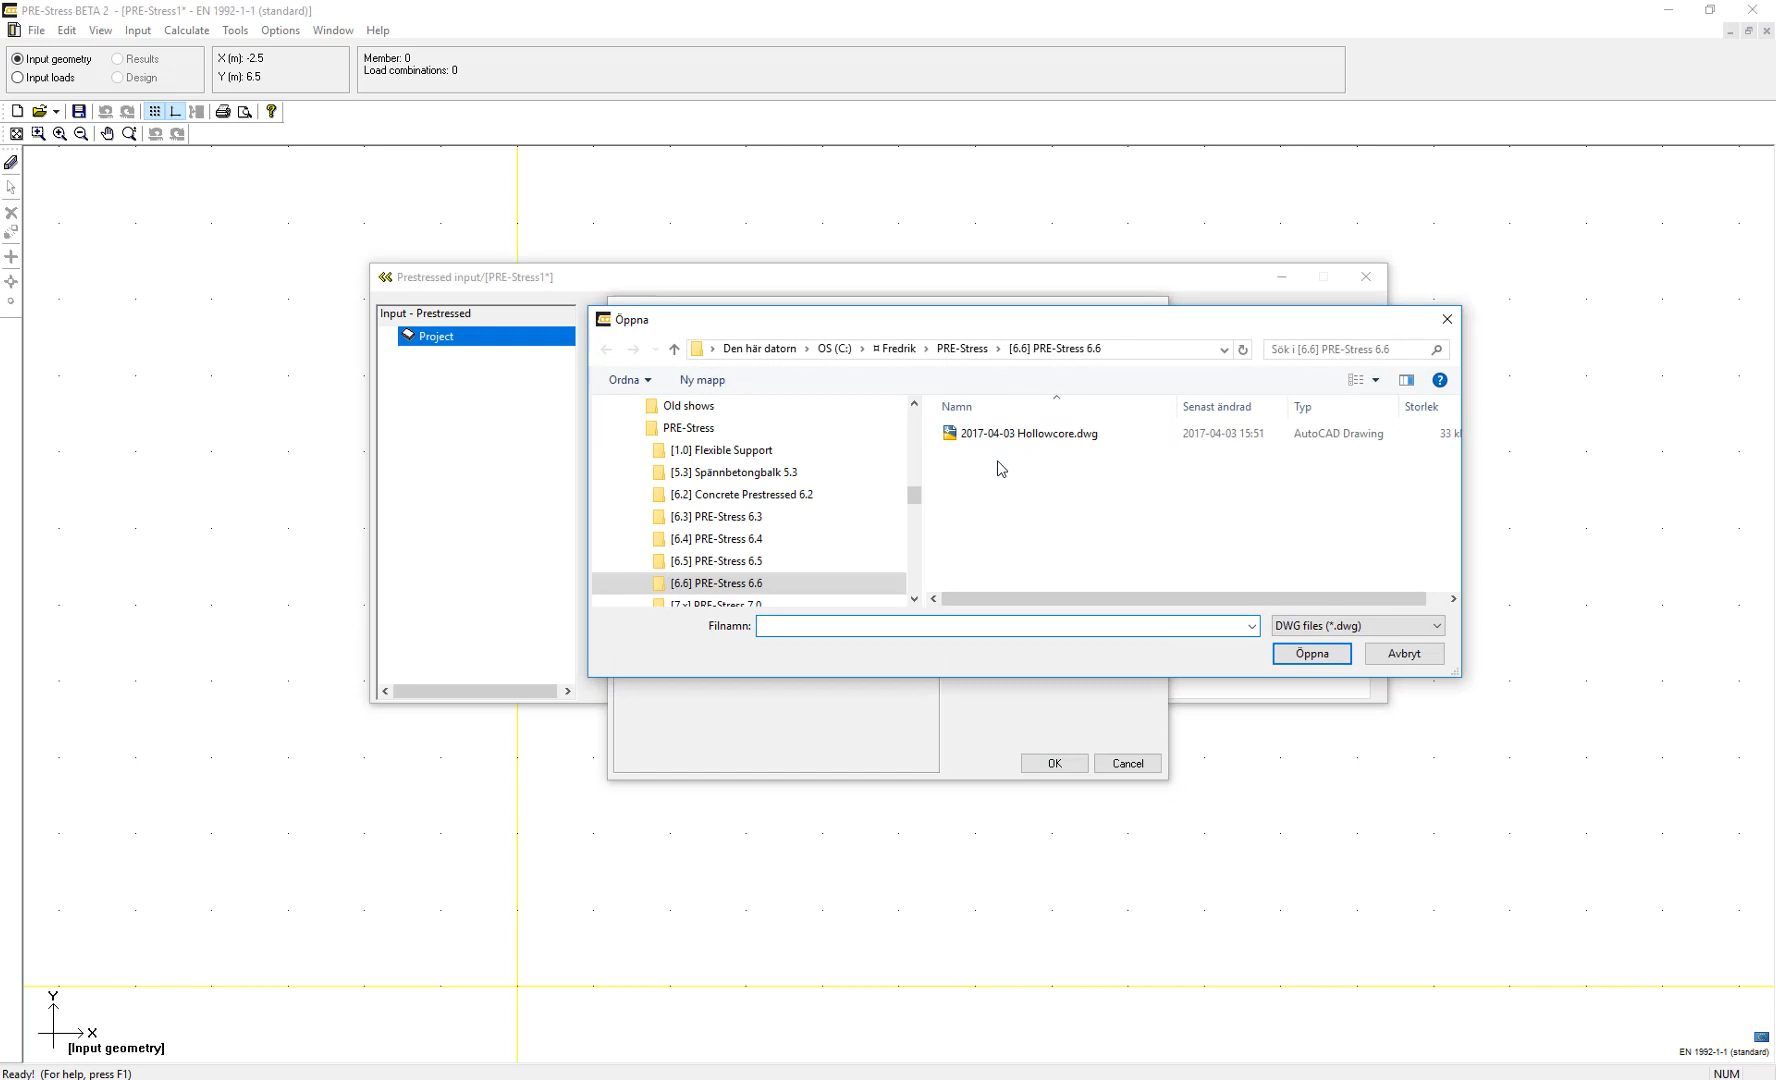 PRE-Stress BETA 2 - [PRE-Stress1* - EN 1992-1-1 (standard)]
File Edit View Input Calculate Tools Options Window Help
Input geometry Results
Input loads Design
X (m): -2.5
Y (m): 6.5
Member: 0
Load combinations: 0
Prestressed input/[PRE-Stress1*]
Input - Prestressed
Project
Öppna
Den här datorn › OS (C:) › ¤ Fredrik › PRE-Stress › [6.6] PRE-Stress 6.6
Sök i [6.6] PRE-Stress 6.6
Ordna Ny mapp
Old shows
PRE-Stress
[1.0] Flexible Support
[5.3] Spännbetongbalk 5.3
[6.2] Concrete Prestressed 6.2
[6.3] PRE-Stress 6.3
[6.4] PRE-Stress 6.4
[6.5] PRE-Stress 6.5
[6.6] PRE-Stress 6.6
[7.x] PRE-Stress 7.0
Namn Senast ändrad Typ Storlek
2017-04-03 Hollowcore.dwg 2017-04-03 15:51 AutoCAD Drawing 33
Filnamn:
DWG files (*.dwg)
Öppna Avbryt
OK Cancel
Y
X
[Input geometry]
EN 1992-1-1 (standard)
Ready! (For help, press F1)
NUM